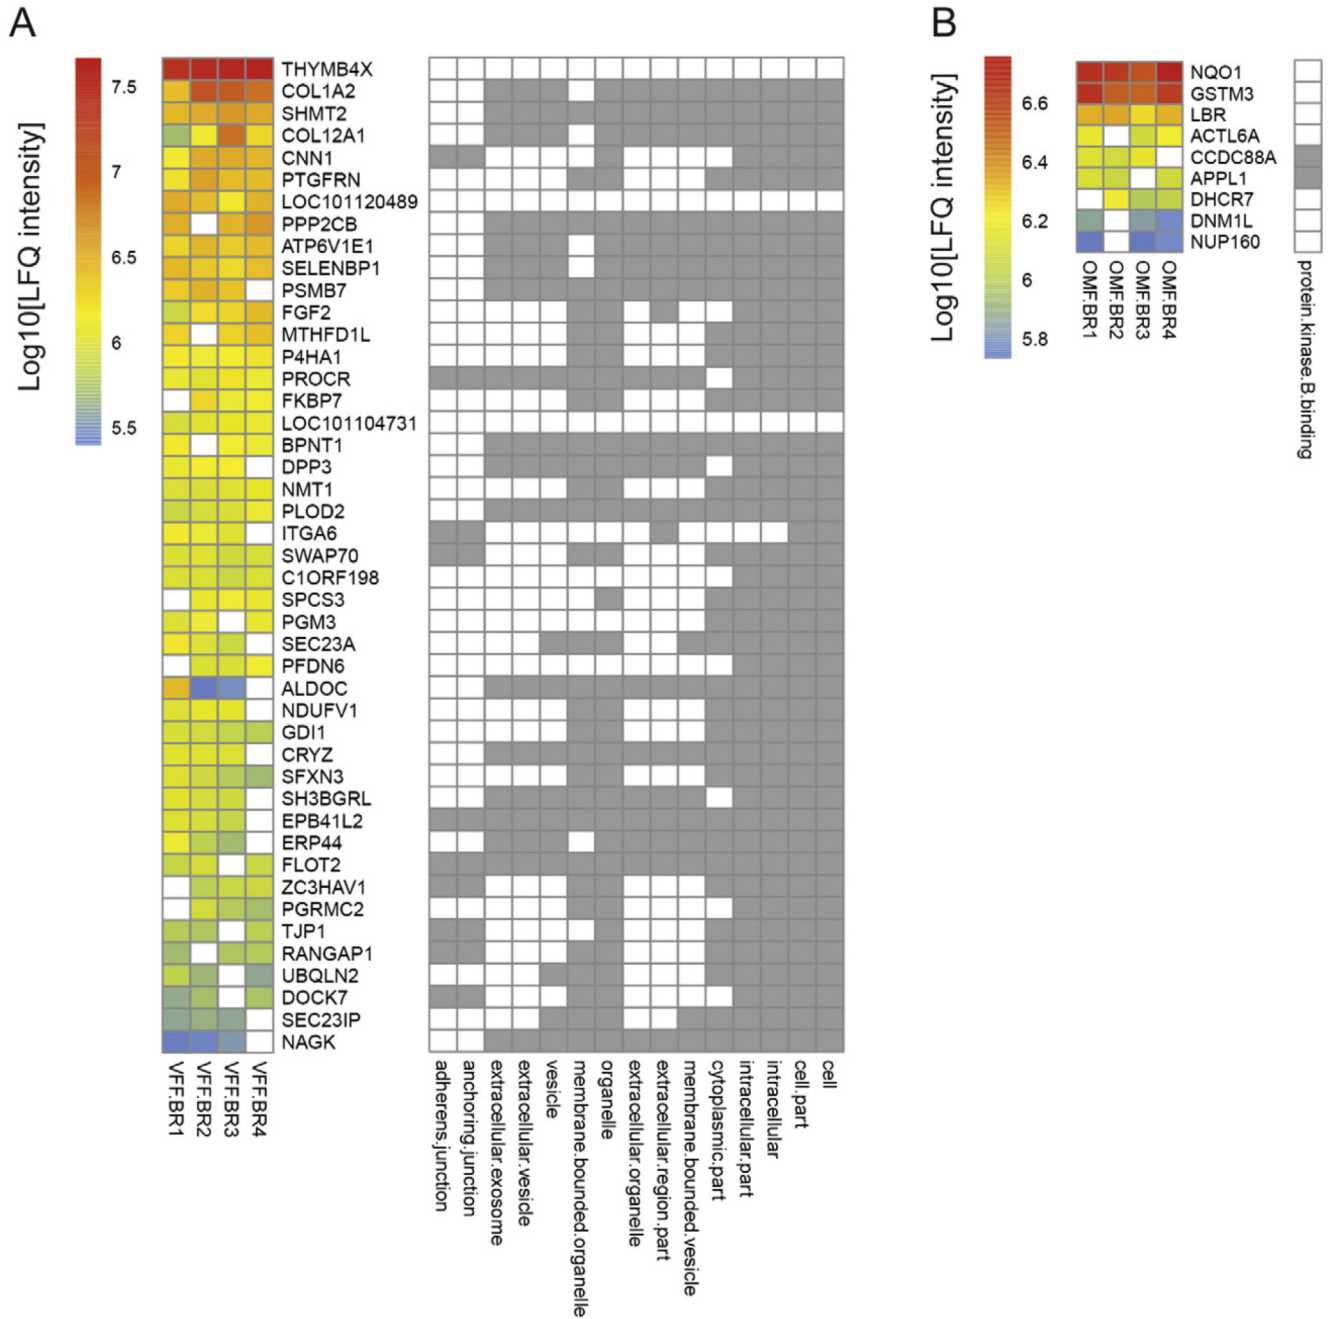 A
Log10[LFQ intensity]
7.5
7
6.5
6
5.5
THYMB4X
COL1A2
SHMT2
COL12A1
CNN1
PTGFRN
LOC101120489
PPP2CB
ATP6V1E1
SELENBP1
PSMB7
FGF2
MTHFD1L
P4HA1
PROCR
FKBP7
LOC101104731
BPNT1
DPP3
NMT1
PLOD2
ITGA6
SWAP70
C1ORF198
SPCS3
PGM3
SEC23A
PFDN6
ALDOC
NDUFV1
GDI1
CRYZ
SFXN3
SH3BGRL
EPB41L2
ERP44
FLOT2
ZC3HAV1
PGRMC2
TJP1
RANGAP1
UBQLN2
DOCK7
SEC23IP
NAGK
VFF.BR1
VFF.BR2
VFF.BR3
VFF.BR4
adherens.junction
anchoring.junction
extracellular.exosome
extracellular.vesicle
vesicle
membrane.bounded.organelle
organelle
extracellular.organelle
extracellular.region.part
membrane.bounded.vesicle
cytoplasmic.part
intracellular.part
intracellular
cell.part
cell
B
Log10[LFQ intensity]
6.6
6.4
6.2
6
5.8
NQO1
GSTM3
LBR
ACTL6A
CCDC88A
APPL1
DHCR7
DNM1L
NUP160
OMF.BR1
OMF.BR2
OMF.BR3
OMF.BR4
protein.kinase.B.binding